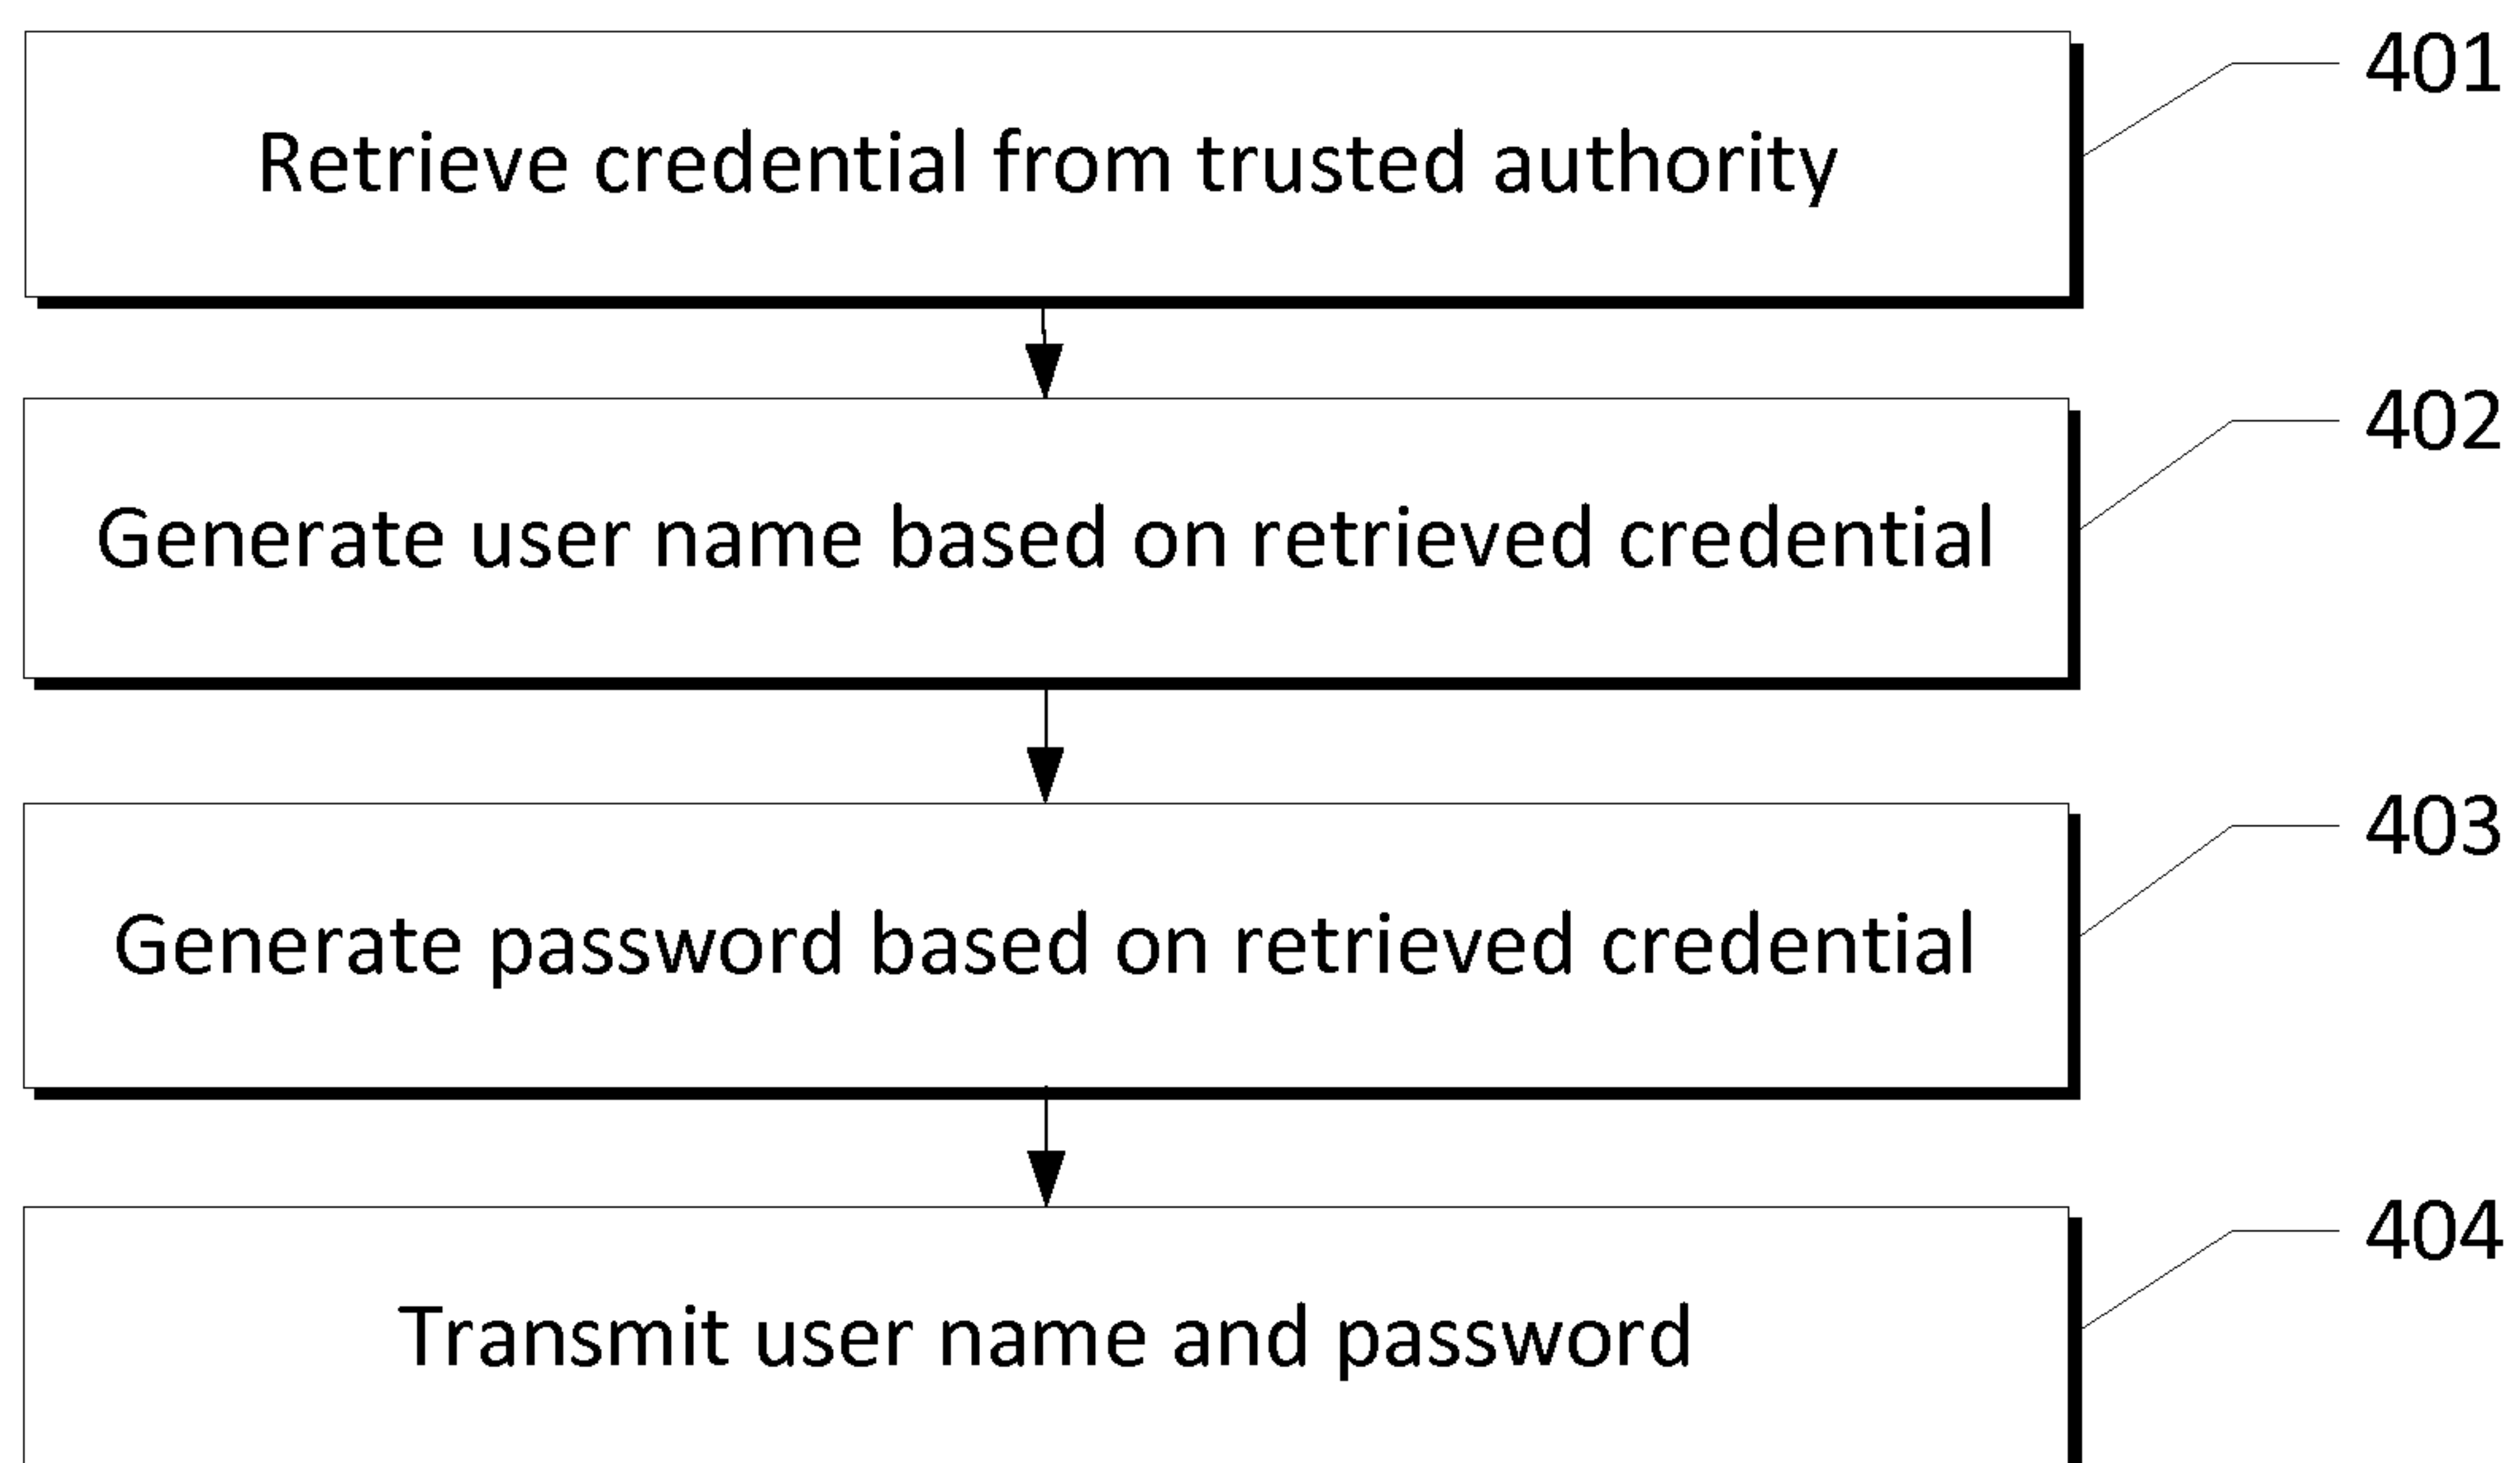 401
Retrieve credential from trusted authority
402
Generate user name based on retrieved credential
403
Generate password based on retrieved credential
404
Transmit user name and password